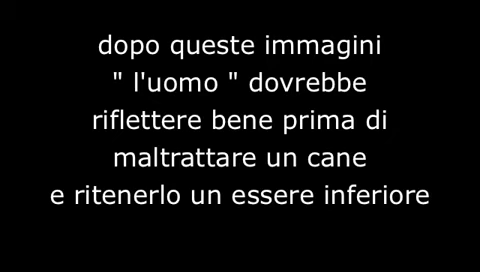 dopo queste immagini
" l'uomo " dovrebbe
riflettere bene prima di
maltrattare un cane
e ritenerlo un essere inferiore